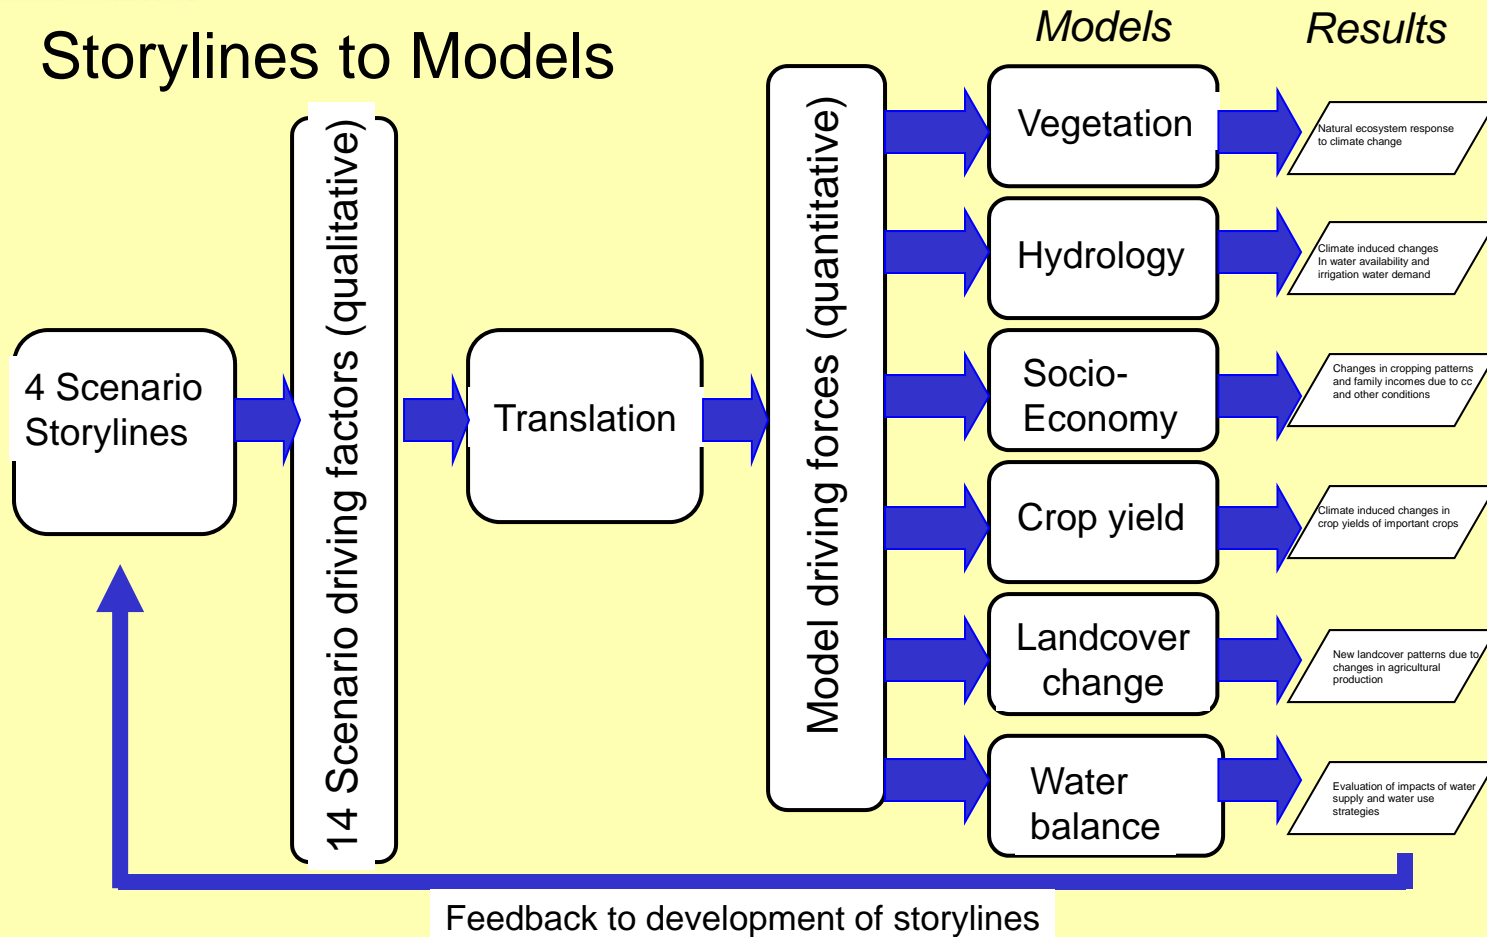 Storylines to Models
Models
Results
4 Scenario
Storylines
14 Scenario driving factors (qualitative)
Translation
Model driving forces (quantitative)
Vegetation
Natural ecosystem response
to climate change
Hydrology
Climate induced changes
In water availability and
irrigation water demand
Socio-
Economy
Changes in cropping patterns
and family incomes due to cc
and other conditions
Crop yield
Climate induced changes in
crop yields of important crops
Landcover
change
New landcover patterns due to
changes in agricultural
production
Water
balance
Evaluation of impacts of water
supply and water use
strategies
Feedback to development of storylines